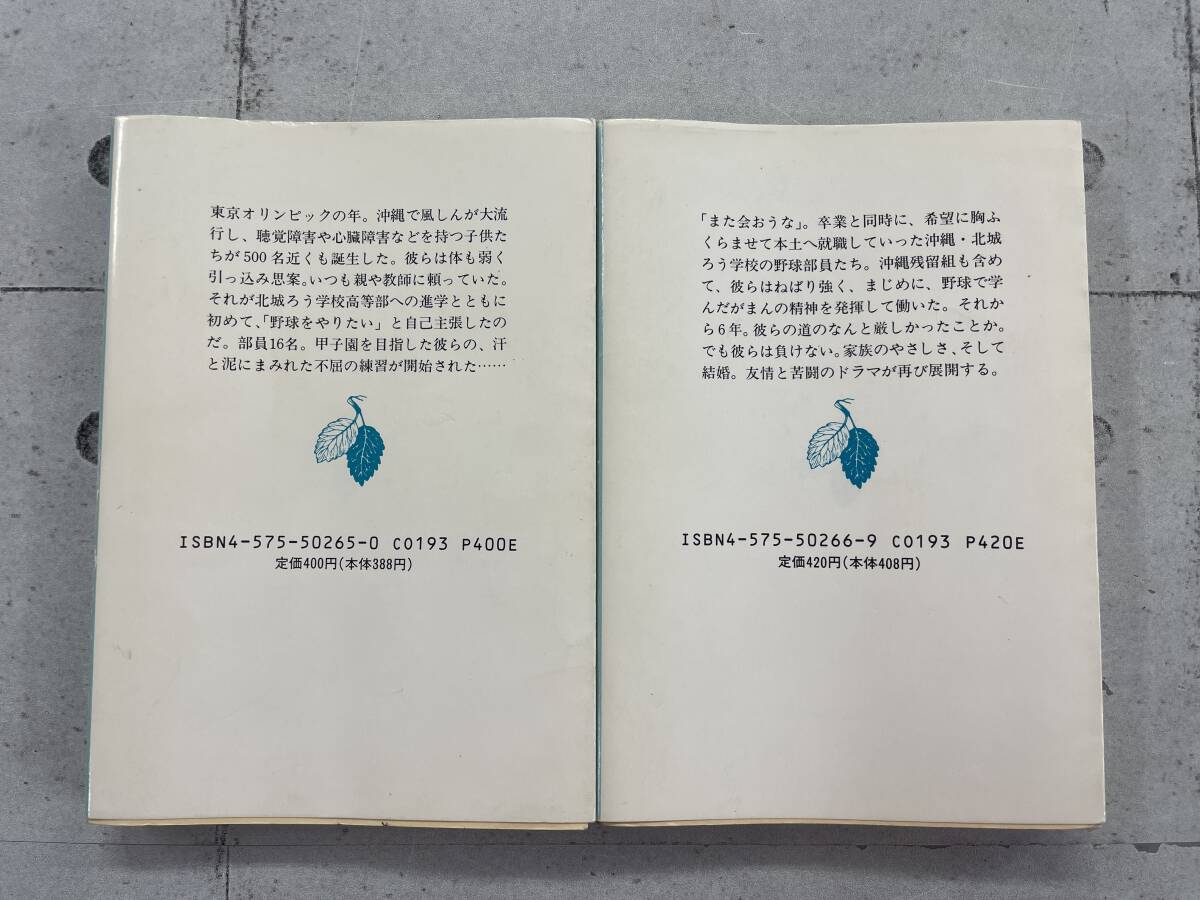 東京オリンピックの年。沖縄で風しんが大流
行し、聴覚障害や心臓障害などを持つ子供た
ちが500名近くも誕生した。彼らは体も弱く
引っ込み思案。いつも親や教師に頼っていた。
それが北城ろう学校高等部への進学とともに
初めて、「野球をやりたい」と自己主張したの
だ。部員16名。甲子園を目指した彼らの、汗
と泥にまみれた不屈の練習が開始された……
ISBN4-575-50265-0 C0193 P400E
定価400円(本体388円)
「また会おうな」。卒業と同時に、希望に胸ふ
くらませて本土へ就職していった沖縄・北城
ろう学校の野球部員たち。沖縄残留組も含め
て、彼らはねばり強く、まじめに、野球で学
んだがまんの精神を発揮して働いた。それか
ら6年。彼らの道のなんと厳しかったことか。
でも彼らは負けない。家族のやさしさ、そして
結婚。友情と苦闘のドラマが再び展開する。
ISBN4-575-50266-9 C0193 P420E
定価420円(本体408円)